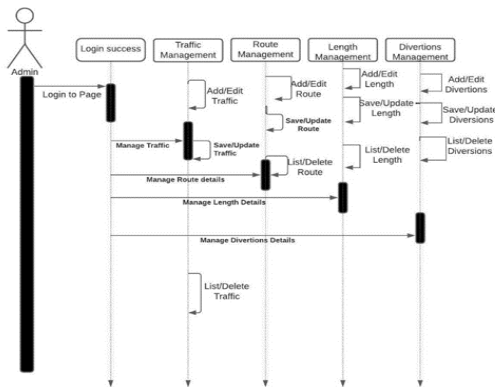 Login success
Traffic
Management
Route
Management
Length
Management
Divertions
Management
Admin
Login to Page
Add/Edit
Traffic
Add/Edit
Route
Add/Edit
Length
Add/Edit
Divertions
Save/Update
Route
Save/Update
Length
Save/Update
Diversions
Manage Traffic
Save/Update
Traffic
List/Delete
Route
List/Delete
Length
List/Delete
Diversions
Manage Route details
Manage Length Details
Manage Divertions Details
List/Delete
Traffic